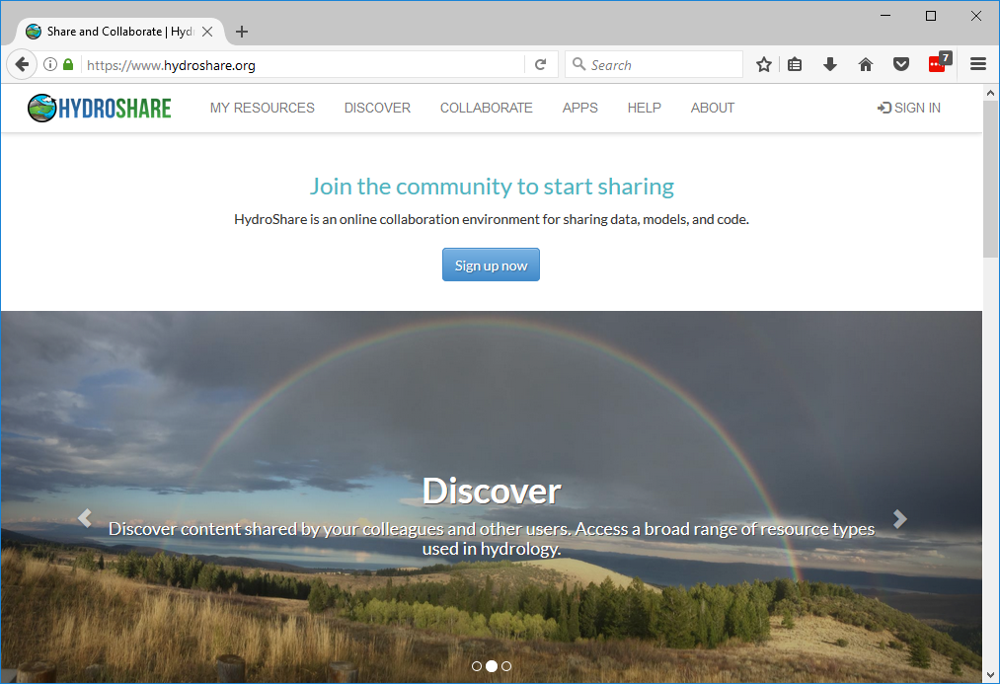 Share and Collaborate | Hyd
https://www.hydroshare.org
Search
7
HYDROSHARE
MY RESOURCES
DISCOVER
COLLABORATE
APPS
HELP
ABOUT
SIGN IN
Join the community to start sharing
HydroShare is an online collaboration environment for sharing data, models, and code.
Sign up now
Discover
Discover content shared by your colleagues and other users. Access a broad range of resource types
used in hydrology.